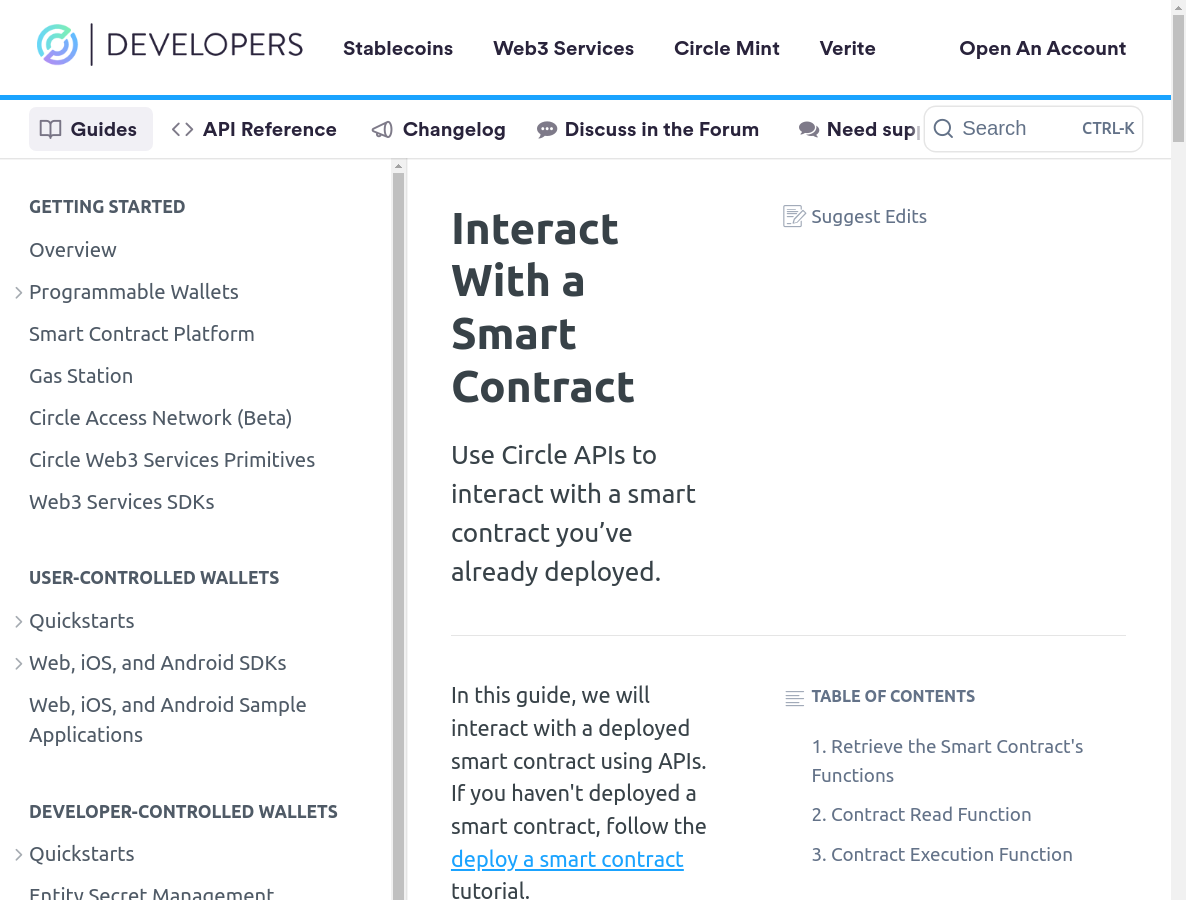 DEVELOPERS
Stablecoins
Web3 Services
Circle Mint
Verite
Open An Account
Guides
API Reference
Changelog
Discuss in the Forum
Need sup
Search
CTRL-K
GETTING STARTED
Overview
Programmable Wallets
Smart Contract Platform
Gas Station
Circle Access Network (Beta)
Circle Web3 Services Primitives
Web3 Services SDKs
USER-CONTROLLED WALLETS
Quickstarts
Web, iOS, and Android SDKs
Web, iOS, and Android Sample
Applications
DEVELOPER-CONTROLLED WALLETS
Quickstarts
Entity Secret Management
Interact
With a
Smart
Contract
Suggest Edits
Use Circle APIs to
interact with a smart
contract you’ve
already deployed.
In this guide, we will
interact with a deployed
smart contract using APIs.
If you haven't deployed a
smart contract, follow the
deploy a smart contract
tutorial.
TABLE OF CONTENTS
1. Retrieve the Smart Contract's
Functions
2. Contract Read Function
3. Contract Execution Function